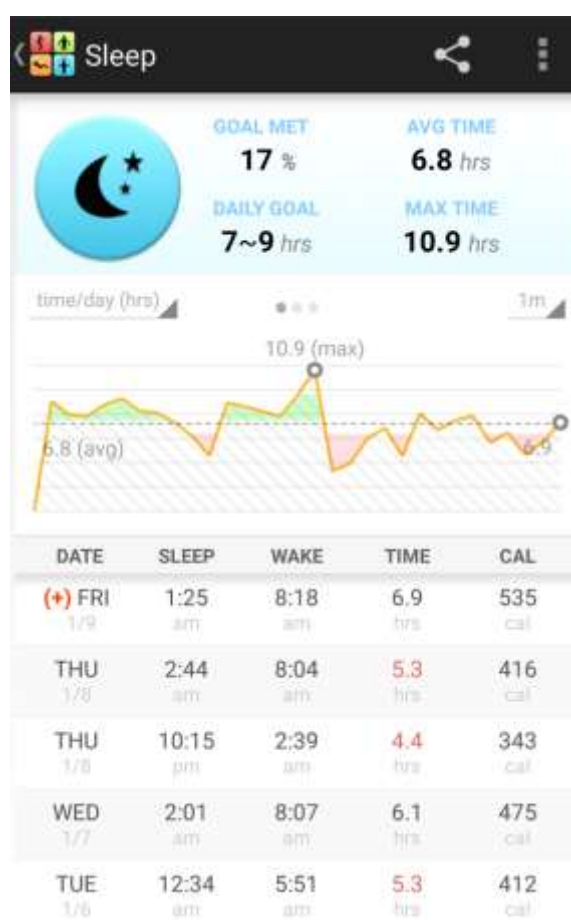 Sleep
GOAL MET AVG TIME
17 % 6.8 hrs
DAILY GOAL MAX TIME
7~9 hrs 10.9 hrs
time/day (hrs) 1m
10.9 (max)
6.8 (avg) 6.9
DATE SLEEP WAKE TIME CAL
(+) FRI 1:25 8:18 6.9 535
1/9 am am hrs cal
THU 2:44 8:04 5.3 416
1/8 am am hrs cal
THU 10:15 2:39 4.4 343
1/8 pm am hrs cal
WED 2:01 8:07 6.1 475
1/7 am am hrs cal
TUE 12:34 5:51 5.3 412
1/6 am am hrs cal